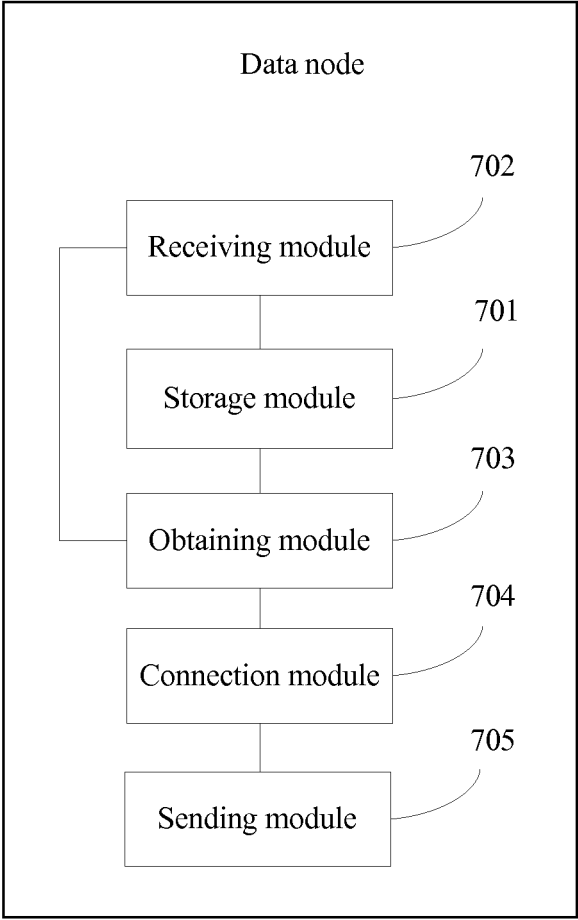 Data node
702
Receiving module
701
Storage module
703
Obtaining module
704
Connection module
705
Sending module